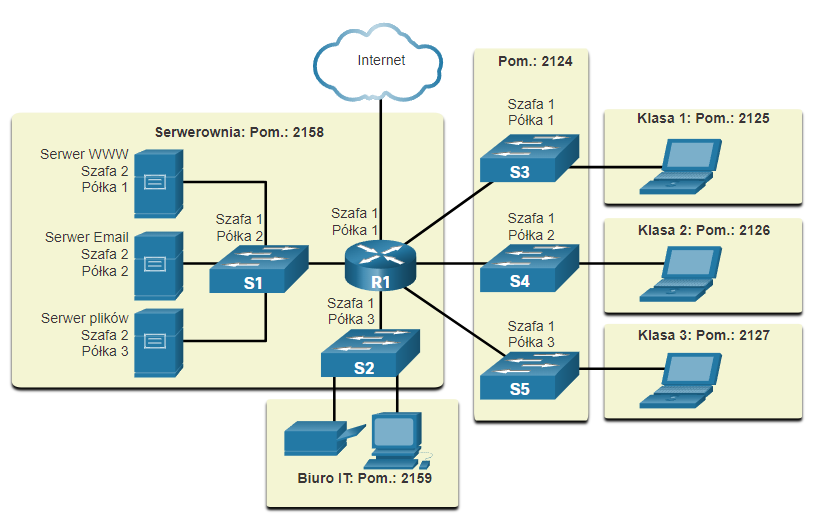 Internet
Pom.: 2124
Szafa 1
Półka 1
S3
Klasa 1: Pom.: 2125
Serwerownia: Pom.: 2158
Serwer WWW
Szafa 2
Półka 1
Serwer Email
Szafa 2
Półka 2
Serwer plików
Szafa 2
Półka 3
Szafa 1
Półka 2
S1
Szafa 1
Półka 1
R1
Szafa 1
Półka 3
S2
Szafa 1
Półka 2
S4
Klasa 2: Pom.: 2126
Szafa 1
Półka 3
S5
Klasa 3: Pom.: 2127
Biuro IT: Pom.: 2159